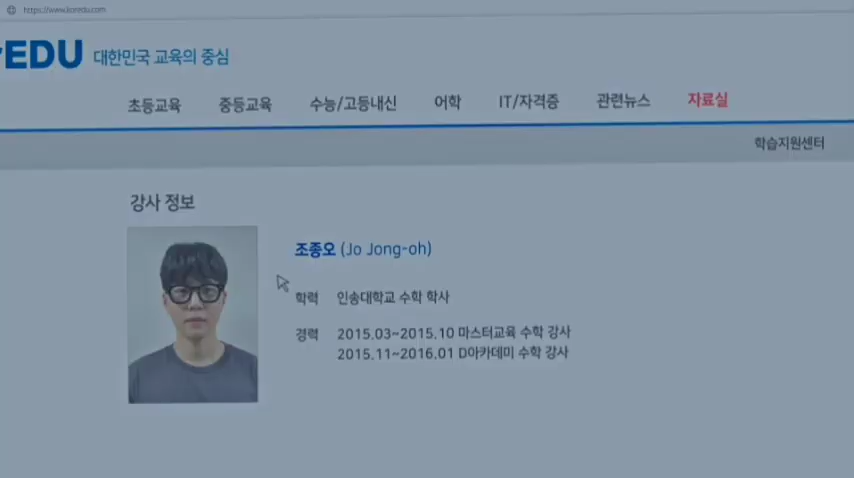 https://www.koredu.com
EDU 대한민국 교육의 중심
초등교육 중등교육 수능/고등내신 어학 IT/자격증 관련뉴스 자료실
학습지원센터
강사 정보
조종오 (Jo Jong-oh)
학력 인송대학교 수학 학사
경력 2015.03~2015.10 마스터교육 수학 강사
2015.11~2016.01 D아카데미 수학 강사